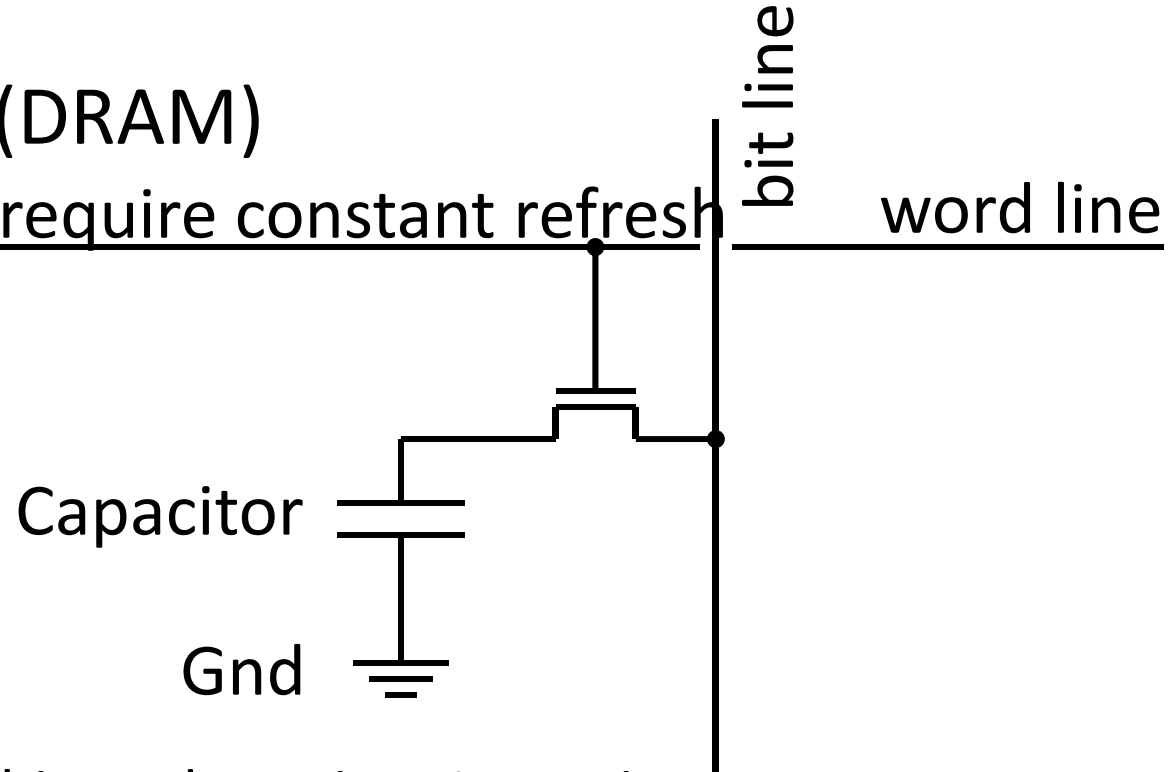 bit line
(DRAM)
require constant refresh
word line
Capacitor
Gnd